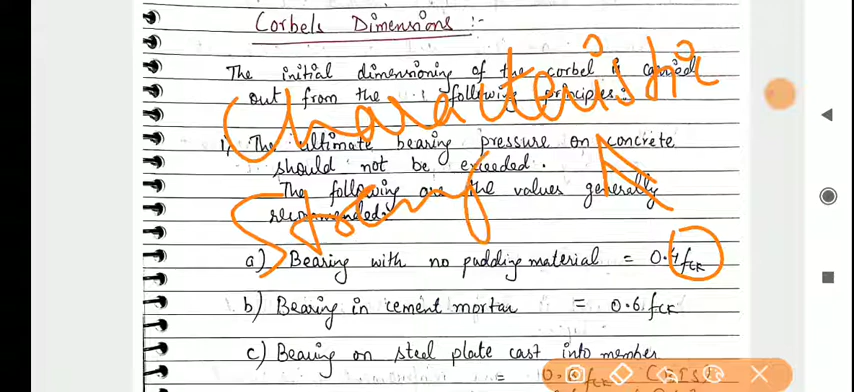 Corbels Dimensions :-
The initial dimensioning of the corbel is carried
out from the following principles:
1) The ultimate bearing pressure on concrete
should not be exceeded.
The following are the values generally
recommended.
Characteristic
Streng
a) Bearing with no padding material = 0.4 fck
b) Bearing in cement mortar = 0.6 fck
c) Bearing on steel plate cast into member